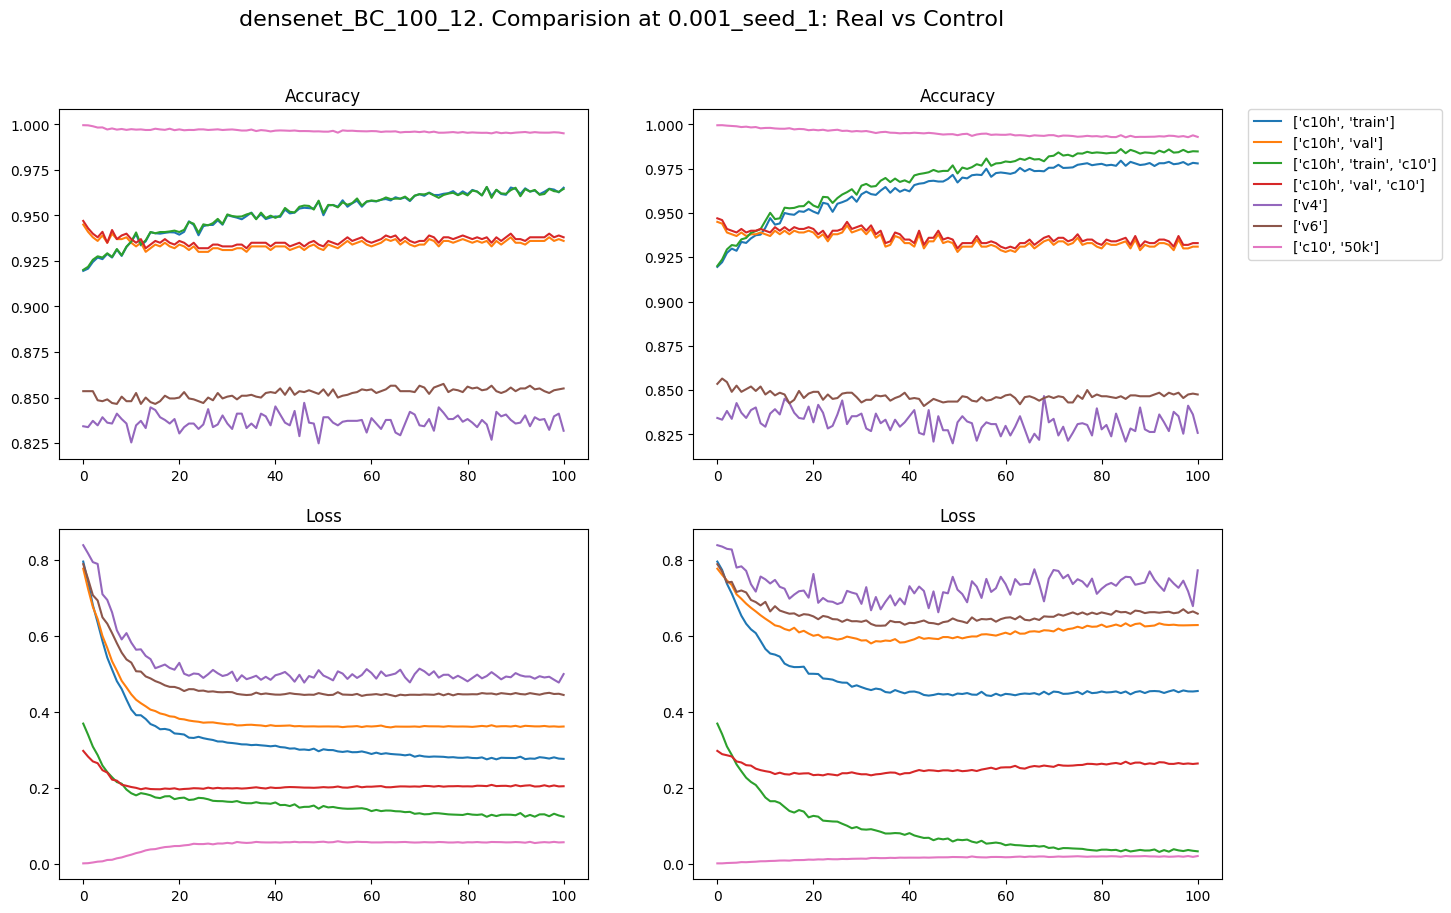 densenet_BC_100_12. Comparision at 0.001_seed_1: Real vs Control
Accuracy
1.000
0.975
0.950
0.925
0.900
0.875
0.850
0.825
0 20 40 60 80 100
Accuracy
1.000
0.975
0.950
0.925
0.900
0.875
0.850
0.825
0 20 40 60 80 100
['c10h', 'train']
['c10h', 'val']
['c10h', 'train', 'c10']
['c10h', 'val', 'c10']
['v4']
['v6']
['c10', '50k']
Loss
0.8
0.6
0.4
0.2
0.0
0 20 40 60 80 100
Loss
0.8
0.6
0.4
0.2
0.0
0 20 40 60 80 100